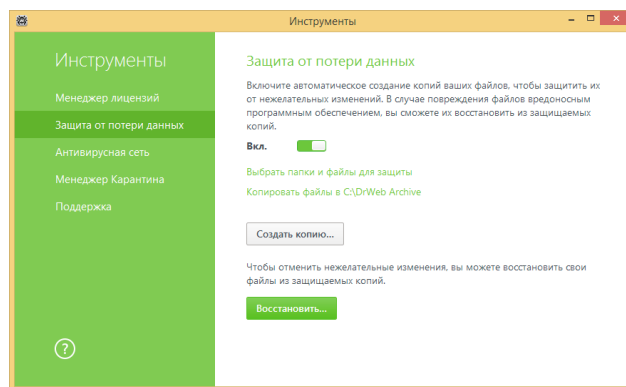 Инструменты
Инструменты
Менеджер лицензий
Защита от потери данных
Антивирусная сеть
Менеджер Карантина
Поддержка
?
Защита от потери данных
Включите автоматическое создание копий ваших файлов, чтобы защитить их
от нежелательных изменений. В случае повреждения файлов вредоносным
программным обеспечением, вы сможете их восстановить из защищаемых
копий.
Вкл.
Выбрать папки и файлы для защиты
Копировать файлы в C:\DrWeb Archive
Создать копию...
Чтобы отменить нежелательные изменения, вы можете восстановить свои
файлы из защищаемых копий.
Восстановить...